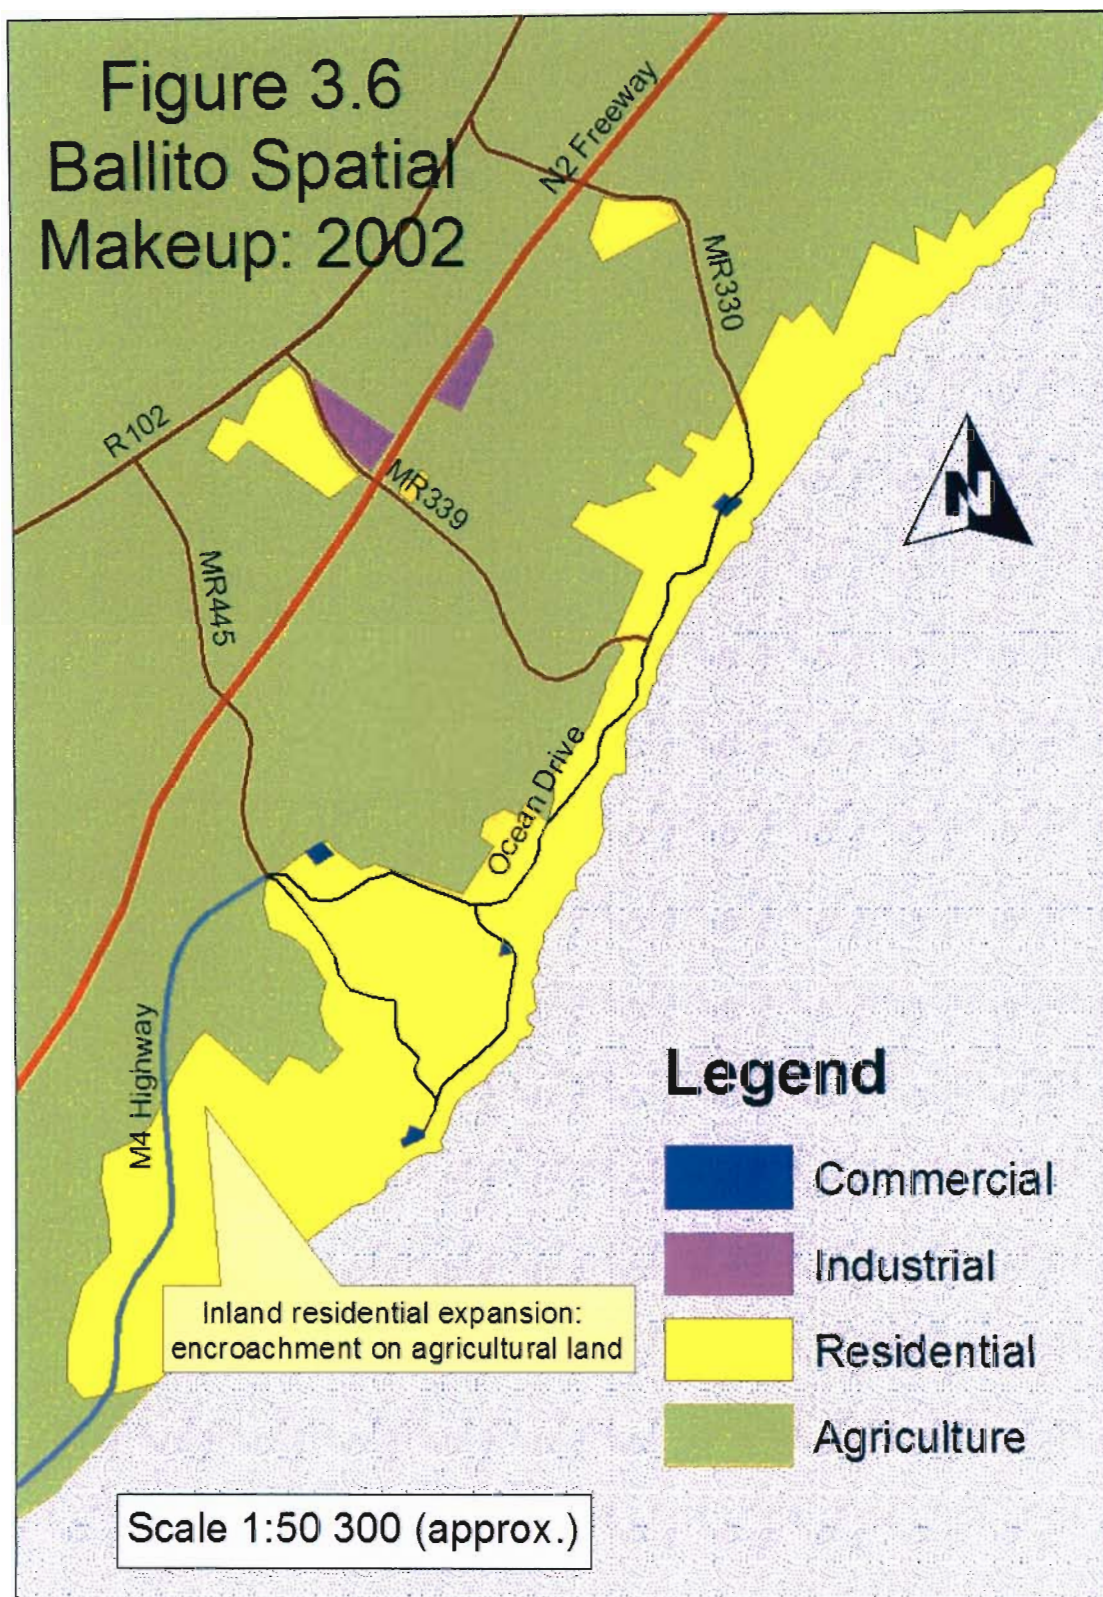 Figure 3.6
Ballito Spatial
Makeup: 2002
N2 Freeway
MR330
R102
MR339
MR445
N
Ocean Drive
M4 Highway
Inland residential expansion:
encroachment on agricultural land
Legend
Commercial
Industrial
Residential
Agriculture
Scale 1:50 300 (approx.)